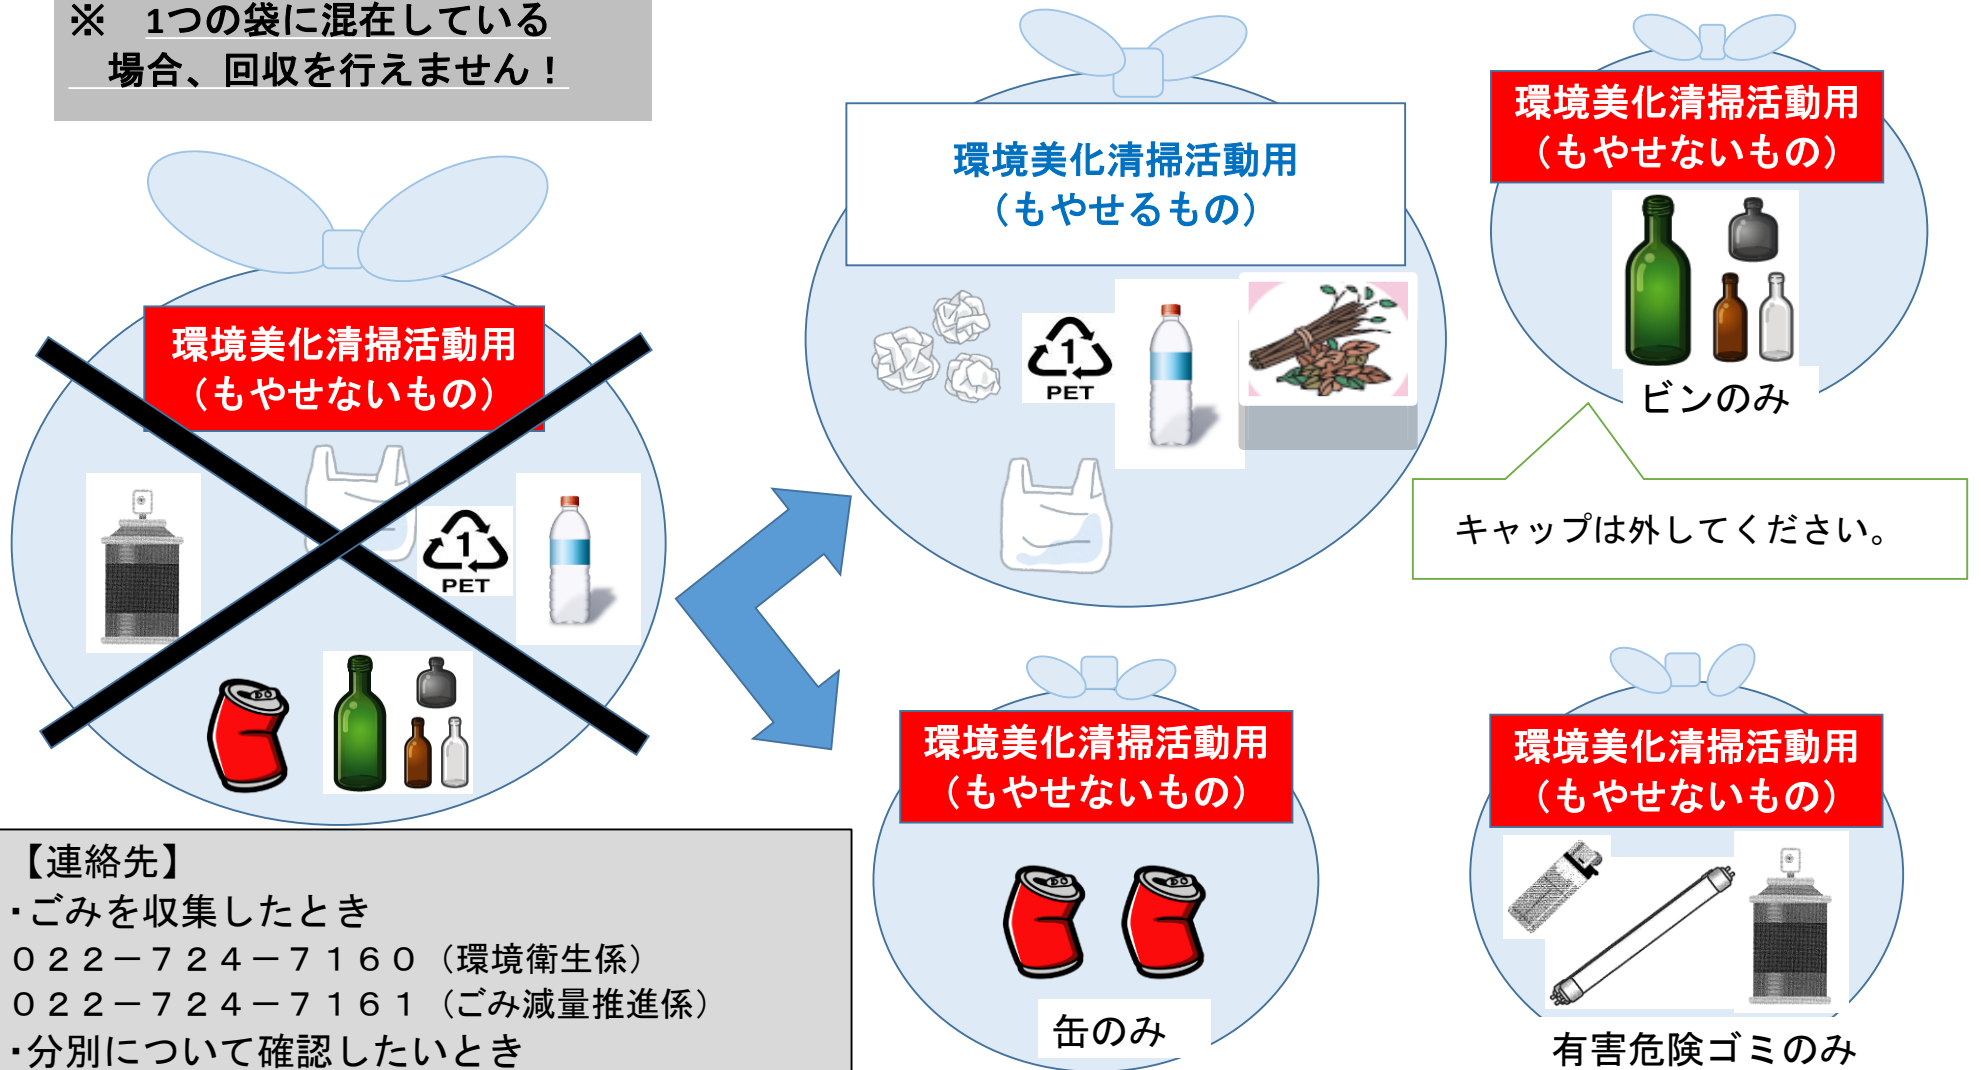 ※　1つの袋に混在している
場合、回収を行えません！
環境美化清掃活動用
（もやせないもの）
1
PET
環境美化清掃活動用
（もやせるもの）
1
PET
環境美化清掃活動用
（もやせないもの）
ビンのみ
キャップは外してください。
環境美化清掃活動用
（もやせないもの）
缶のみ
環境美化清掃活動用
（もやせないもの）
有害危険ゴミのみ
【連絡先】
・ごみを収集したとき
０２２－７２４－７１６０（環境衛生係）
０２２－７２４－７１６１（ごみ減量推進係）
・分別について確認したいとき